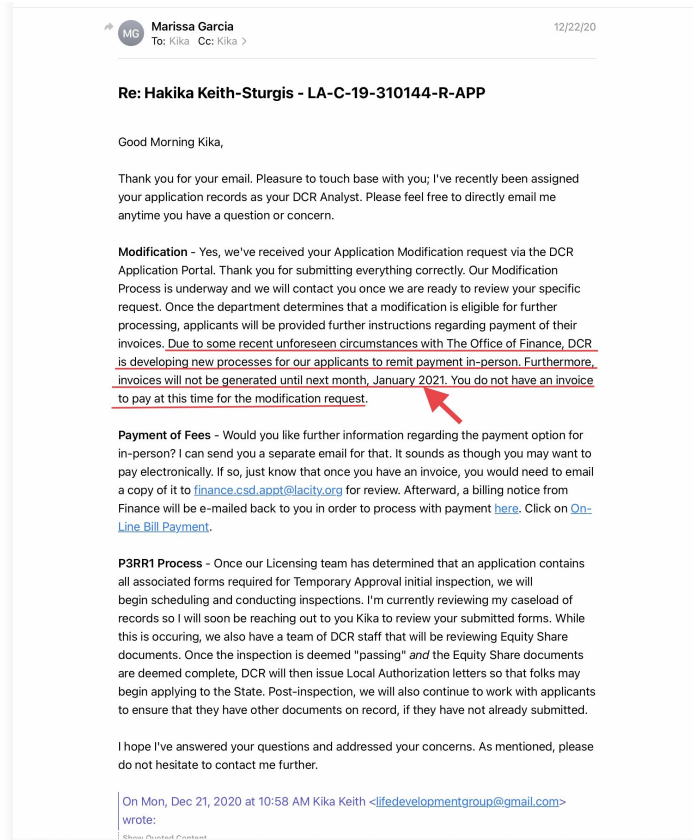 MG Marissa Garcia 12/22/20
To: Kika Cc: Kika >
Re: Hakika Keith-Sturgis - LA-C-19-310144-R-APP
Good Morning Kika,
Thank you for your email. Pleasure to touch base with you; I've recently been assigned
your application records as your DCR Analyst. Please feel free to directly email me
anytime you have a question or concern.
Modification - Yes, we've received your Application Modification request via the DCR
Application Portal. Thank you for submitting everything correctly. Our Modification
Process is underway and we will contact you once we are ready to review your specific
request. Once the department determines that a modification is eligible for further
processing, applicants will be provided further instructions regarding payment of their
invoices. Due to some recent unforeseen circumstances with The Office of Finance, DCR
is developing new processes for our applicants to remit payment in-person. Furthermore,
invoices will not be generated until next month, January 2021. You do not have an invoice
to pay at this time for the modification request.
Payment of Fees - Would you like further information regarding the payment option for
in-person? I can send you a separate email for that. It sounds as though you may want to
pay electronically. If so, just know that once you have an invoice, you would need to email
a copy of it to finance.csd.appt@lacity.org for review. Afterward, a billing notice from
Finance will be e-mailed back to you in order to process with payment here. Click on On-
Line Bill Payment.
P3RR1 Process - Once our Licensing team has determined that an application contains
all associated forms required for Temporary Approval initial inspection, we will
begin scheduling and conducting inspections. I'm currently reviewing my caseload of
records so I will soon be reaching out to you Kika to review your submitted forms. While
this is occuring, we also have a team of DCR staff that will be reviewing Equity Share
documents. Once the inspection is deemed "passing" and the Equity Share documents
are deemed complete, DCR will then issue Local Authorization letters so that folks may
begin applying to the State. Post-inspection, we will also continue to work with applicants
to ensure that they have other documents on record, if they have not already submitted.
I hope I've answered your questions and addressed your concerns. As mentioned, please
do not hesitate to contact me further.
On Mon, Dec 21, 2020 at 10:58 AM Kika Keith <lifedevelopmentgroup@gmail.com>
wrote:
Show Quoted Content